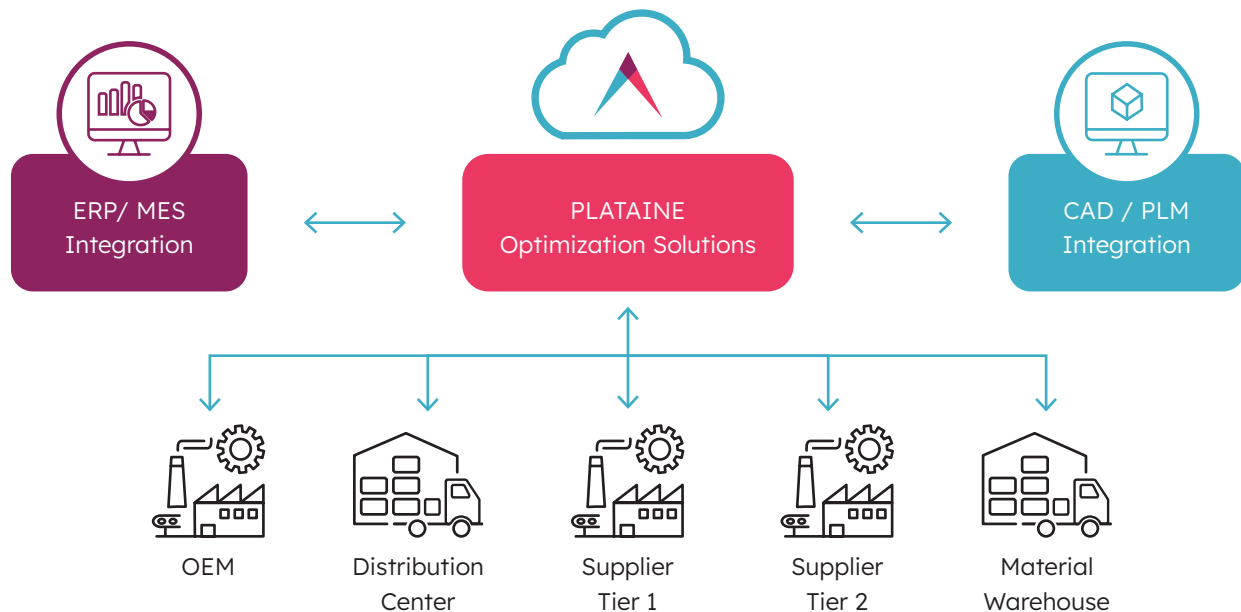 ERP/ MES
Integration
PLATAINE
Optimization Solutions
CAD / PLM
Integration
OEM
Distribution
Center
Supplier
Tier 1
Supplier
Tier 2
Material
Warehouse